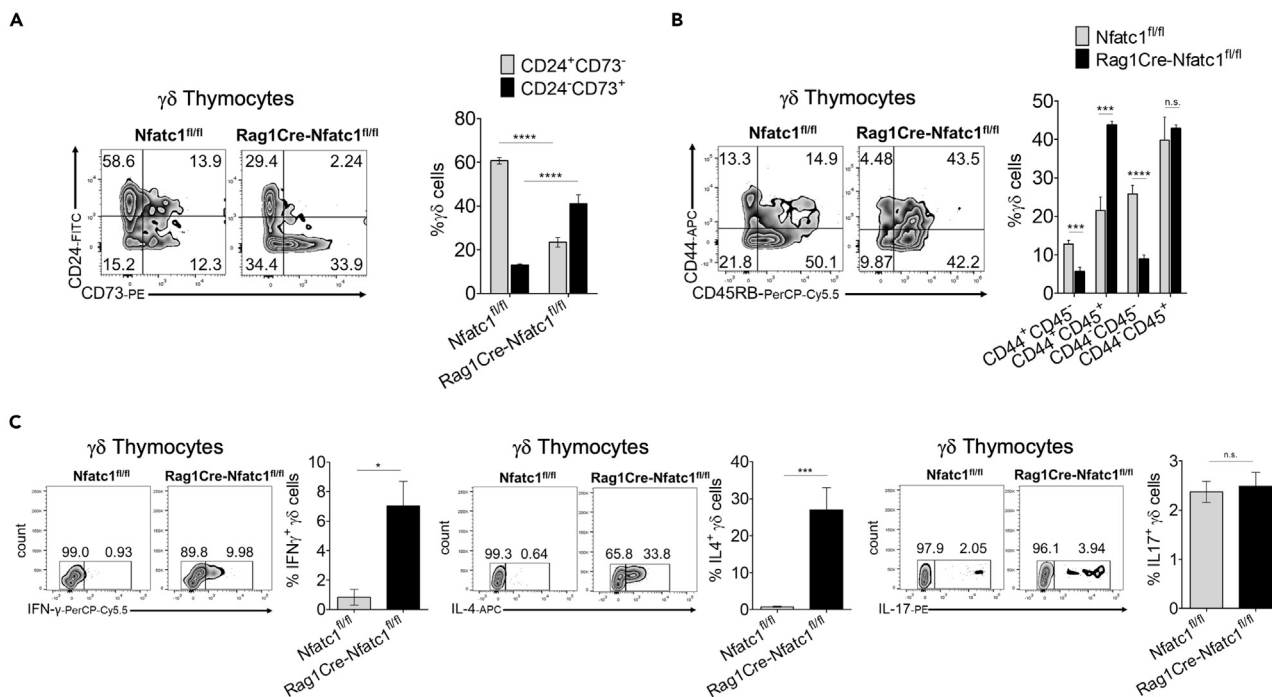 A
γδ Thymocytes
Nfatc1fl/fl
Rag1Cre-Nfatc1fl/fl
58.6 13.9
29.4 2.24
15.2 12.3
34.4 33.9
CD24-FITC
CD73-PE
CD24+CD73-
CD24-CD73+
%γδ cells
80
60
40
20
0
****
****
Nfatc1fl/fl
Rag1Cre-Nfatc1fl/fl
B
γδ Thymocytes
Nfatc1fl/fl
Rag1Cre-Nfatc1fl/fl
13.3 14.9
4.48 43.5
21.8 50.1
9.87 42.2
CD44-APC
CD45RB-PerCP-Cy5.5
Nfatc1fl/fl
Rag1Cre-Nfatc1fl/fl
%γδ cells
50
40
30
20
10
0
***
***
****
n.s.
CD44+CD45-
CD44+CD45+
CD44-CD45-
CD44-CD45+
C
γδ Thymocytes
Nfatc1fl/fl
Rag1Cre-Nfatc1fl/fl
count
99.0 0.93
89.8 9.98
IFN-γ-PerCP-Cy5.5
% IFNγ+ γδ cells
10
8
6
4
2
0
*
Nfatc1fl/fl
Rag1Cre-Nfatc1fl/fl
γδ Thymocytes
Nfatc1fl/fl
Rag1Cre-Nfatc1fl/fl
count
99.3 0.64
65.8 33.8
IL-4-APC
% IL4+ γδ cells
40
30
20
10
0
***
Nfatc1fl/fl
Rag1Cre-Nfatc1fl/fl
γδ Thymocytes
Nfatc1fl/fl
Rag1Cre-Nfatc1fl/fl
count
97.9 2.05
96.1 3.94
IL-17-PE
% IL17+ γδ cells
3
2
1
0
n.s.
Nfatc1fl/fl
Rag1Cre-Nfatc1fl/fl